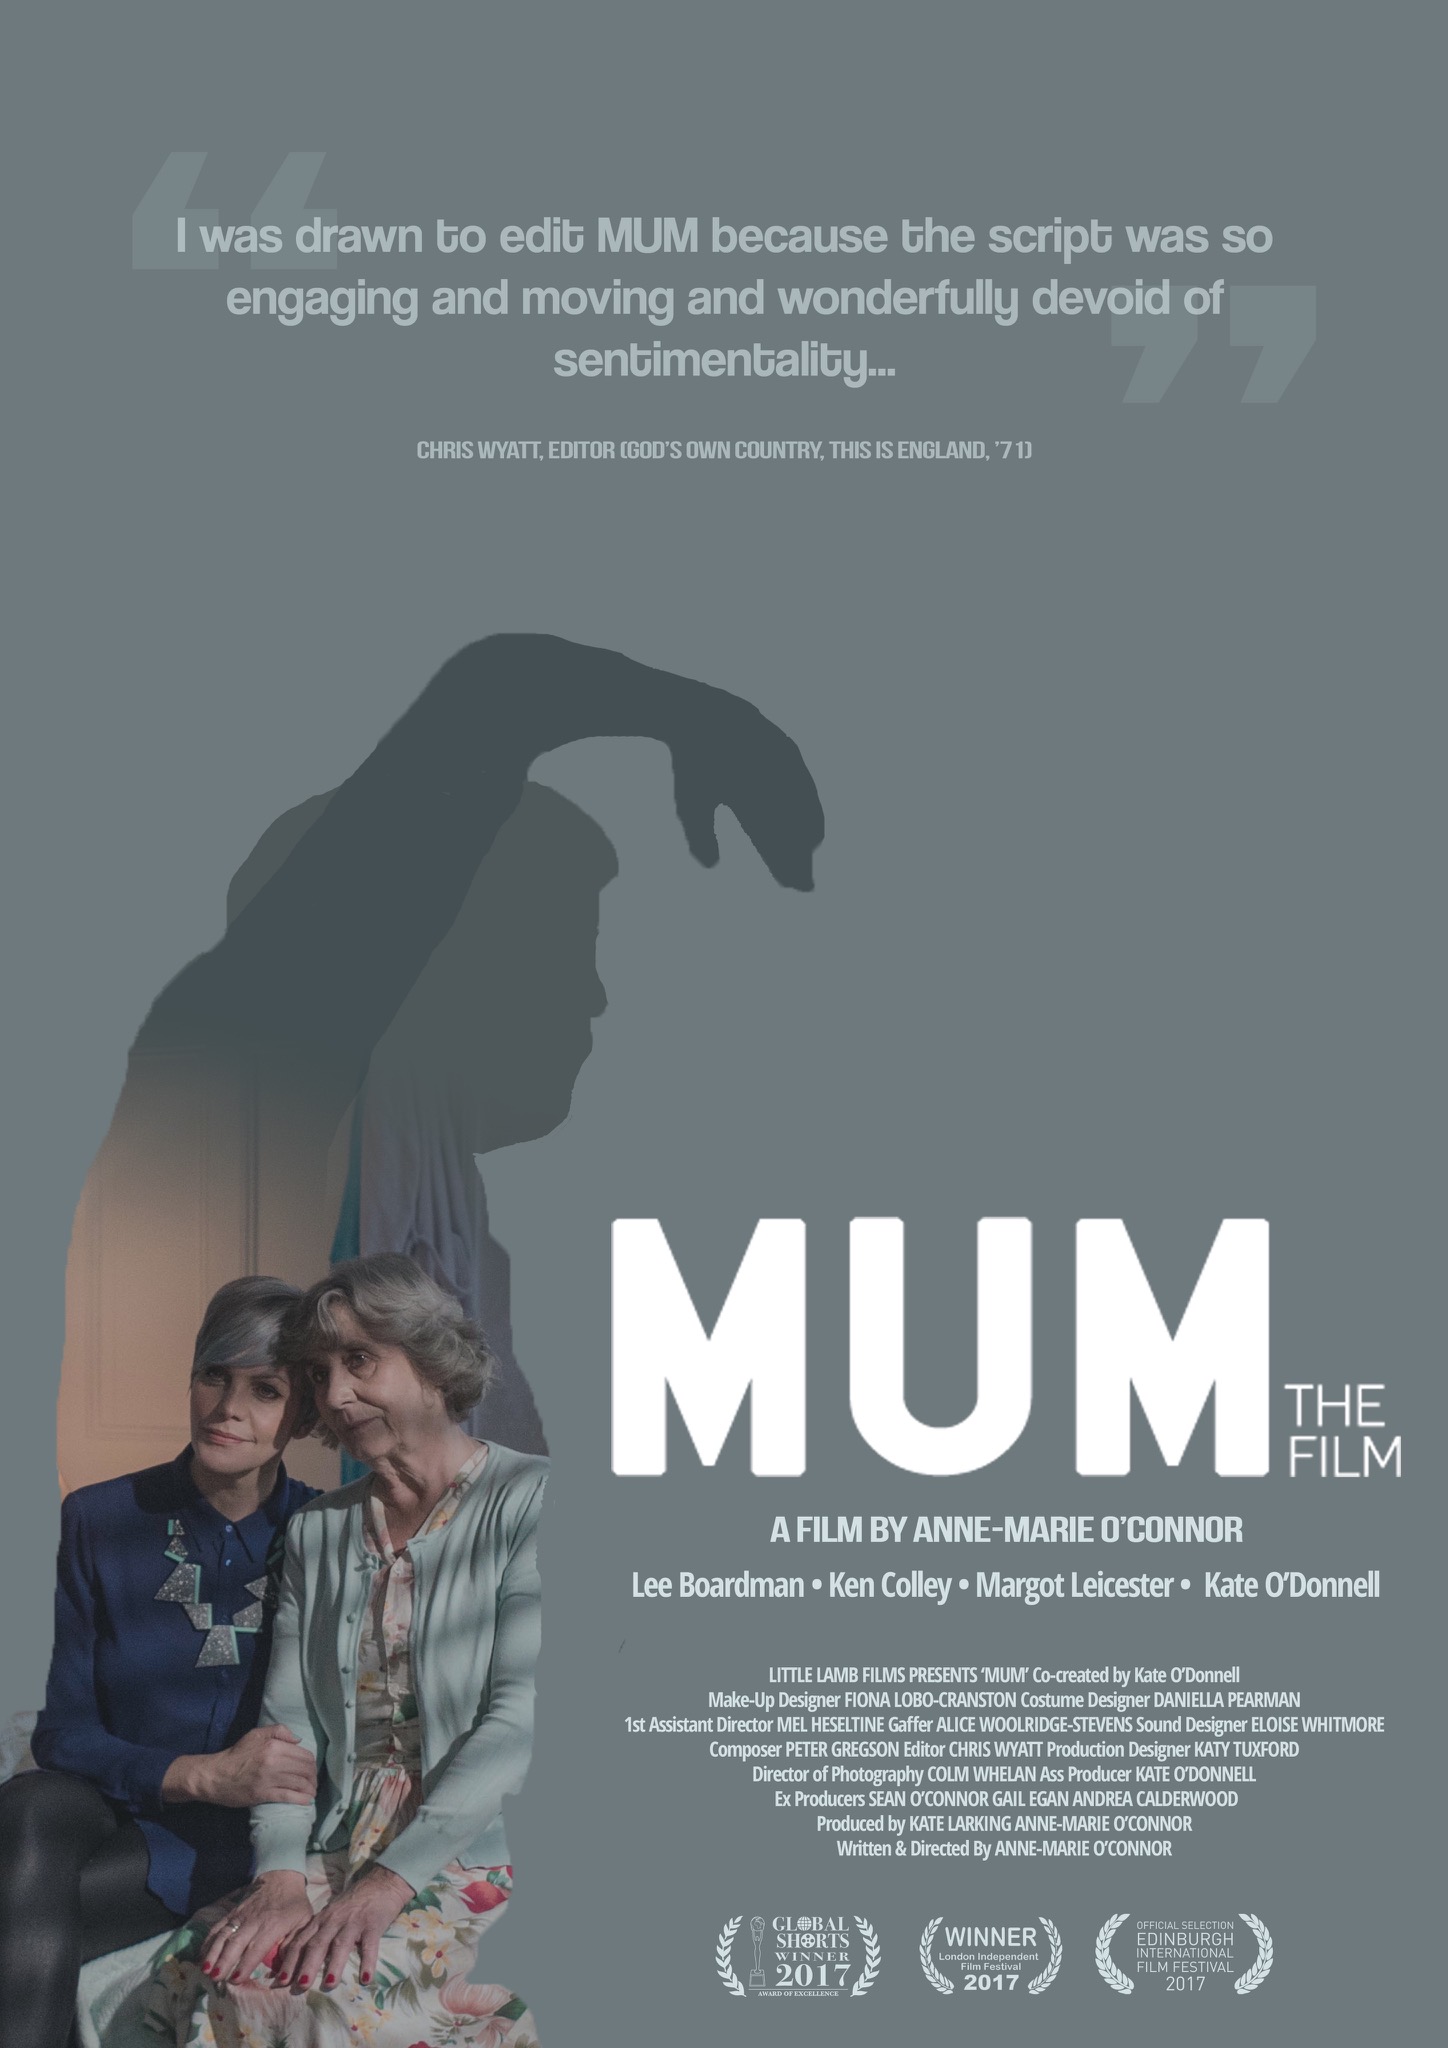 “
I was drawn to edit MUM because the script was so
engaging and moving and wonderfully devoid of
sentimentality...
”
CHRIS WYATT, EDITOR (GOD’S OWN COUNTRY, THIS IS ENGLAND, ’71)
MUM
THE
FILM
A FILM BY ANNE-MARIE O’CONNOR
Lee Boardman • Ken Colley • Margot Leicester • Kate O’Donnell
LITTLE LAMB FILMS PRESENTS ‘MUM’ Co-created by Kate O’Donnell
Make-Up Designer FIONA LOBO-CRANSTON Costume Designer DANIELLA PEARMAN
1st Assistant Director MEL HESELTINE Gaffer ALICE WOOLRIDGE-STEVENS Sound Designer ELOISE WHITMORE
Composer PETER GREGSON Editor CHRIS WYATT Production Designer KATY TUXFORD
Director of Photography COLM WHELAN Ass Producer KATE O’DONNELL
Ex Producers SEAN O’CONNOR GAIL EGAN ANDREA CALDERWOOD
Produced by KATE LARKING ANNE-MARIE O’CONNOR
Written & Directed By ANNE-MARIE O’CONNOR
GLOBAL
SHORTS
WINNER
2017
AWARD OF EXCELLENCE
WINNER
London Independent
Film Festival
2017
OFFICIAL SELECTION
EDINBURGH
INTERNATIONAL
FILM FESTIVAL
2017